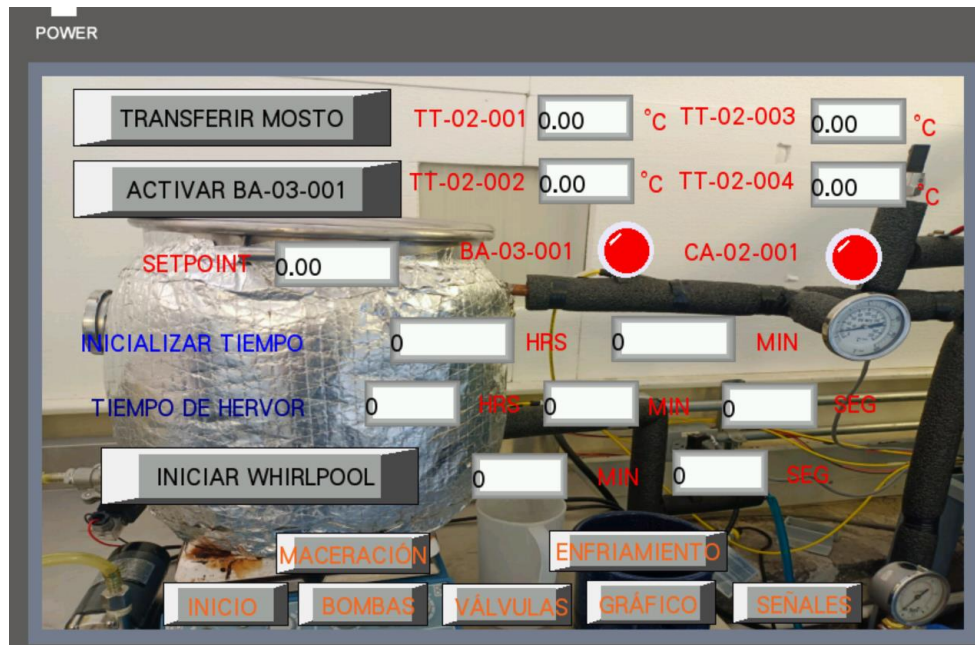 POWER
TRANSFERIR MOSTO TT-02-001 0.00 °C TT-02-003 0.00 °C
ACTIVAR BA-03-001 TT-02-002 0.00 °C TT-02-004 0.00 °C
SETPOINT 0.00 BA-03-001 CA-02-001
INICIALIZAR TIEMPO 0 HRS 0 MIN
TIEMPO DE HERVOR 0 HRS 0 MIN 0 SEG
INICIAR WHIRLPOOL 0 MIN 0 SEG
MACERACIÓN ENFRIAMIENTO
INICIO BOMBAS VÁLVULAS GRÁFICO SEÑALES